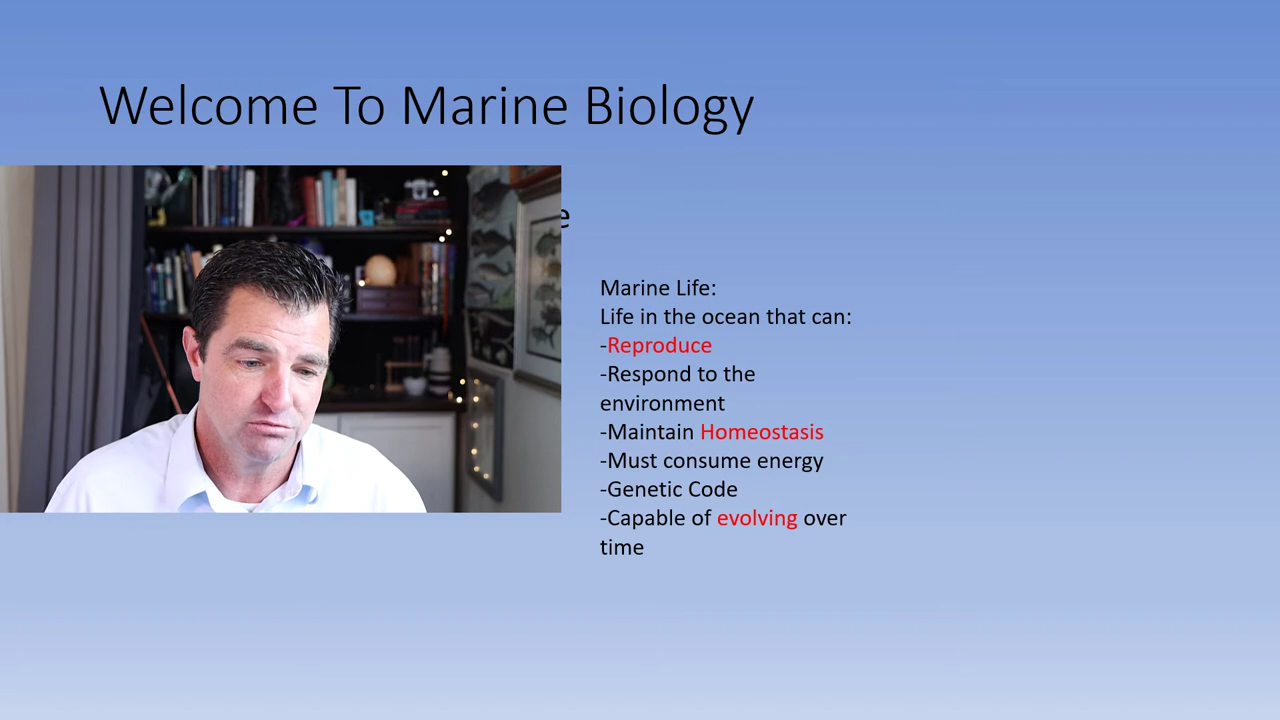 Welcome To Marine Biology
e
Marine Life:
Life in the ocean that can:
-Reproduce
-Respond to the
environment
-Maintain Homeostasis
-Must consume energy
-Genetic Code
-Capable of evolving over
time